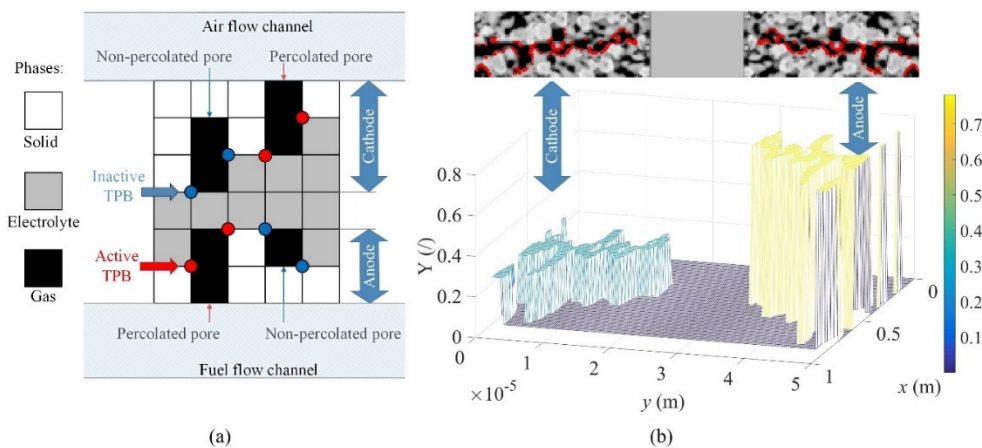 Air flow channel
Non-percolated pore
Percolated pore
Phases:
Solid
Inactive
TPB
Electrolyte
Active
TPB
Gas
Cathode
Anode
Percolated pore
Non-percolated pore
Fuel flow channel
(a)
Cathode
Anode
Y (/)
0.8
0.6
0.4
0.2
0
0
1
2
3
4
5
×10⁻⁵
y (m)
0
0.5
1
x (m)
0.7
0.6
0.5
0.4
0.3
0.2
0.1
(b)